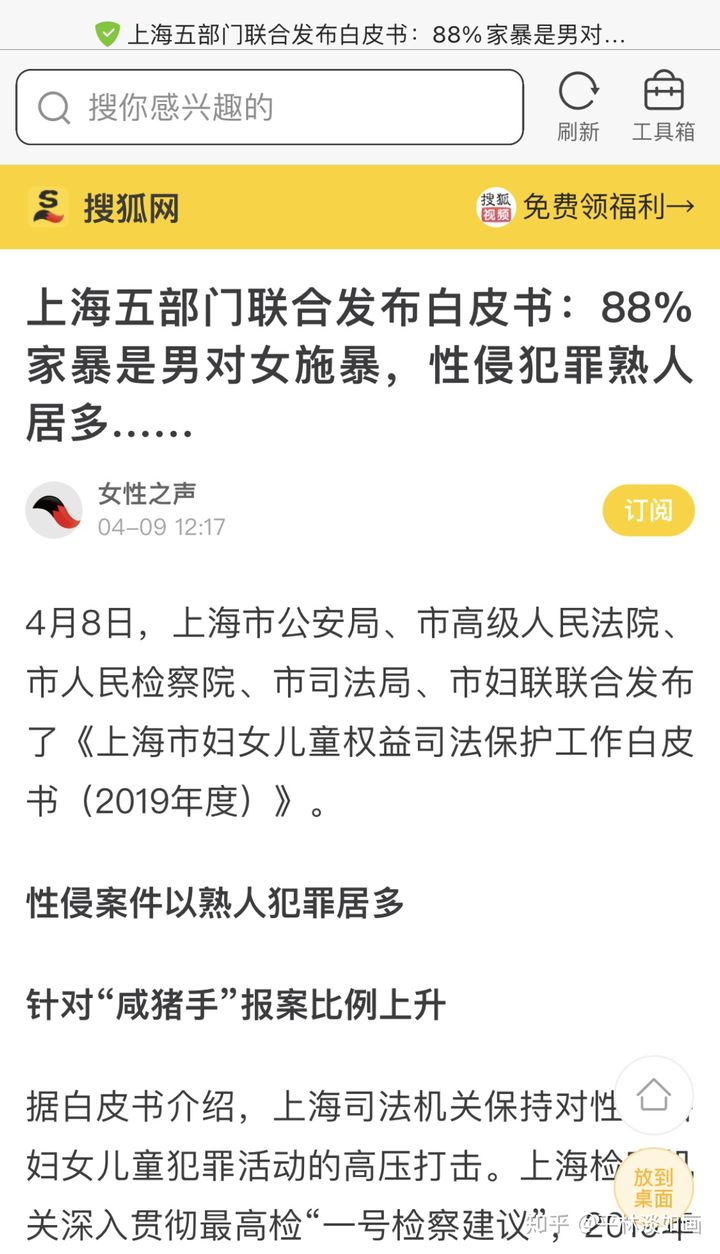 上海五部门联合发布白皮书：88%家暴是男对...
搜你感兴趣的
刷新
工具箱
搜狐网
搜狐
视频
免费领福利→
上海五部门联合发布白皮书：88%
家暴是男对女施暴，性侵犯罪熟人
居多......
女性之声
04-09 12:17
订阅
4月8日，上海市公安局、市高级人民法院、
市人民检察院、市司法局、市妇联联合发布
了《上海市妇女儿童权益司法保护工作白皮
书（2019年度）》。
性侵案件以熟人犯罪居多
针对“咸猪手”报案比例上升
据白皮书介绍，上海司法机关保持对性
妇女儿童犯罪活动的高压打击。上海检
关深入贯彻最高检“一号检察建议”，2019年
放到
桌面
知乎 @平林淡如画